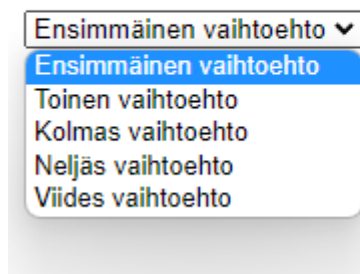 Ensimmäinen vaihtoehto
Ensimmäinen vaihtoehto
Toinen vaihtoehto
Kolmas vaihtoehto
Neljäs vaihtoehto
Viides vaihtoehto